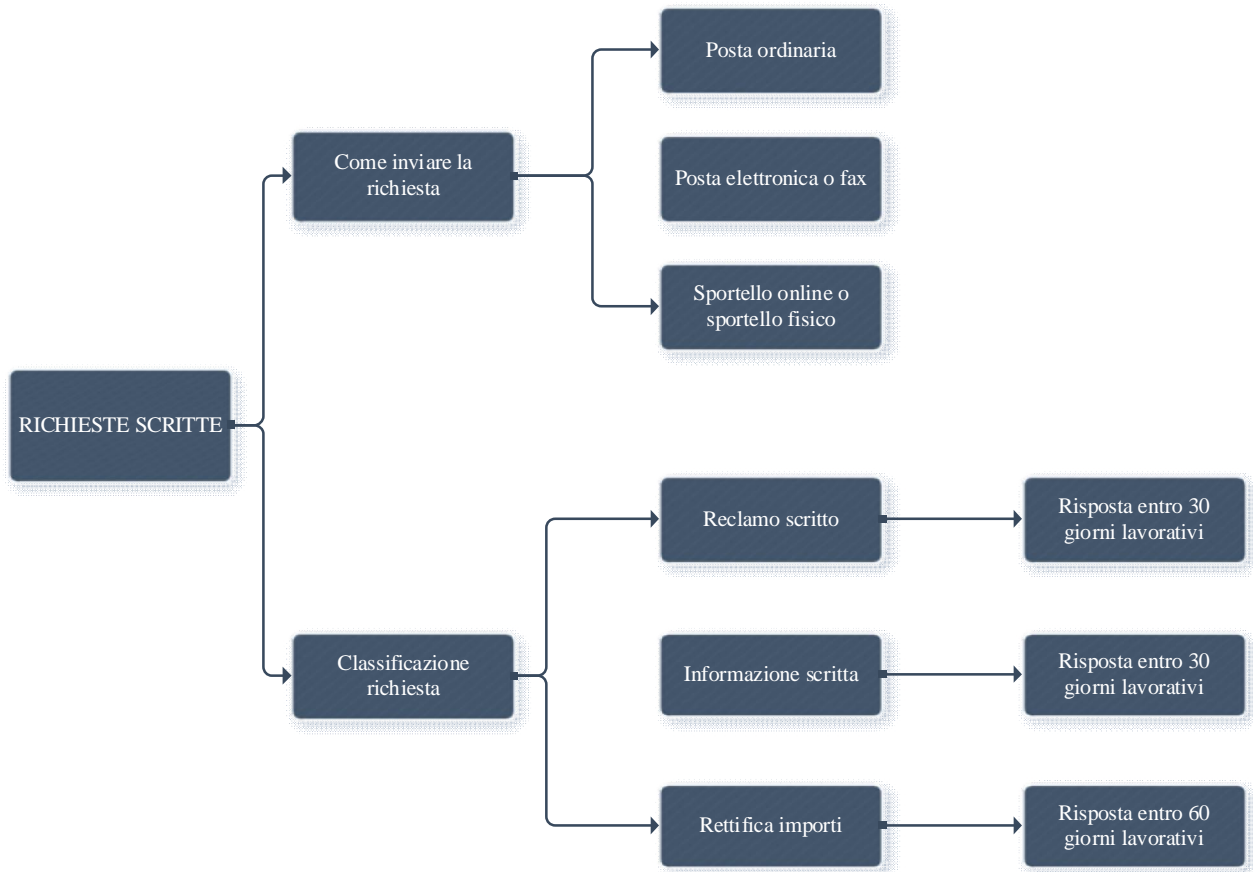 Posta ordinaria
Come inviare la
richiesta
Posta elettronica o fax
Sportello online o
sportello fisico
RICHIESTE SCRITTE
Reclamo scritto
Risposta entro 30
giorni lavorativi
Classificazione
richiesta
Informazione scritta
Risposta entro 30
giorni lavorativi
Rettifica importi
Risposta entro 60
giorni lavorativi